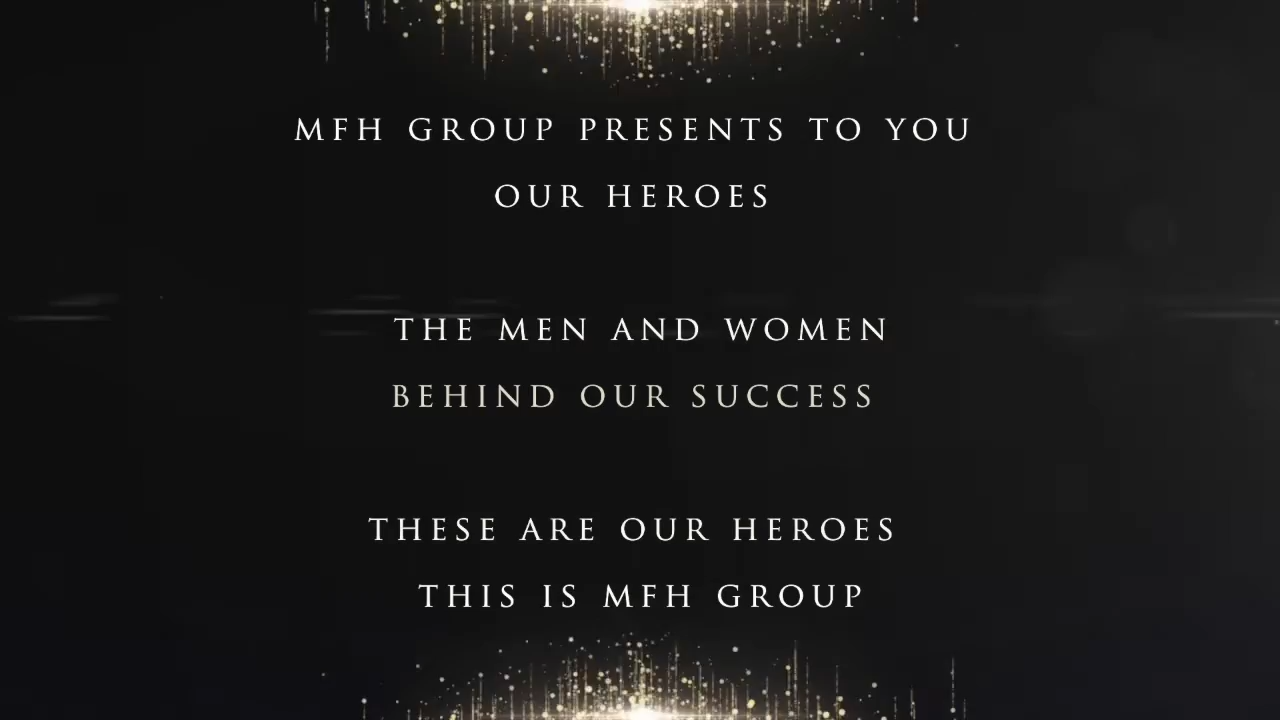 MFH GROUP PRESENTS TO YOU
OUR HEROES
THE MEN AND WOMEN
BEHIND OUR SUCCESS
THESE ARE OUR HEROES
THIS IS MFH GROUP